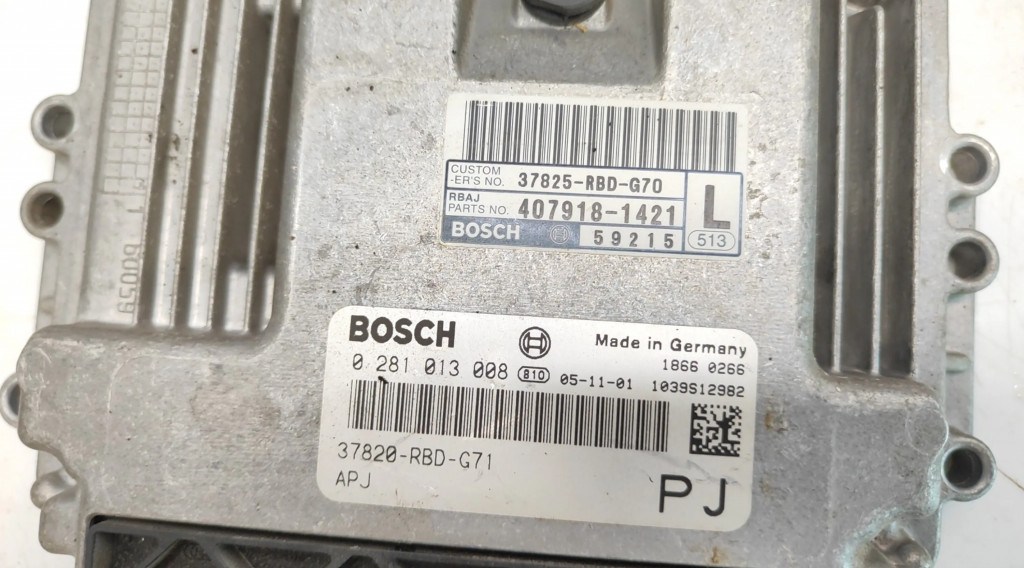 CUSTOM
-ER'S NO. 37825-RBD-G70
RBAJ
PARTS NO. 407918-1421
L
BOSCH 59215 513
600059
BOSCH
Made in Germany
0 281 013 008 810 05-11-01
1866 0266
1039S12982
37820-RBD-G71
APJ
PJ